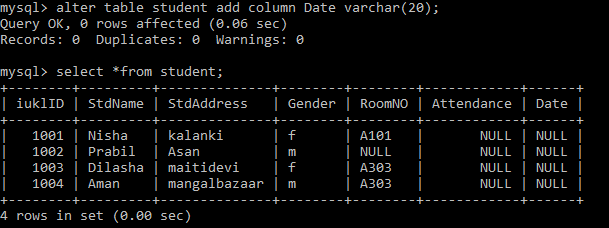 mysql> alter table student add column Date varchar(20);
Query OK, 0 rows affected (0.06 sec)
Records: 0  Duplicates: 0  Warnings: 0

mysql> select *from student;
+--------+---------+--------------+--------+--------+------------+------+
| iuklID | StdName | StdAddress   | Gender | RoomNO | Attendance | Date |
+--------+---------+--------------+--------+--------+------------+------+
|   1001 | Nisha   | kalanki      | f      | A101   |       NULL | NULL |
|   1002 | Prabil  | Asan         | m      | NULL   |       NULL | NULL |
|   1003 | Dilasha | maitidevi    | f      | A303   |       NULL | NULL |
|   1004 | Aman    | mangalbazaar | m      | A303   |       NULL | NULL |
+--------+---------+--------------+--------+--------+------------+------+
4 rows in set (0.00 sec)